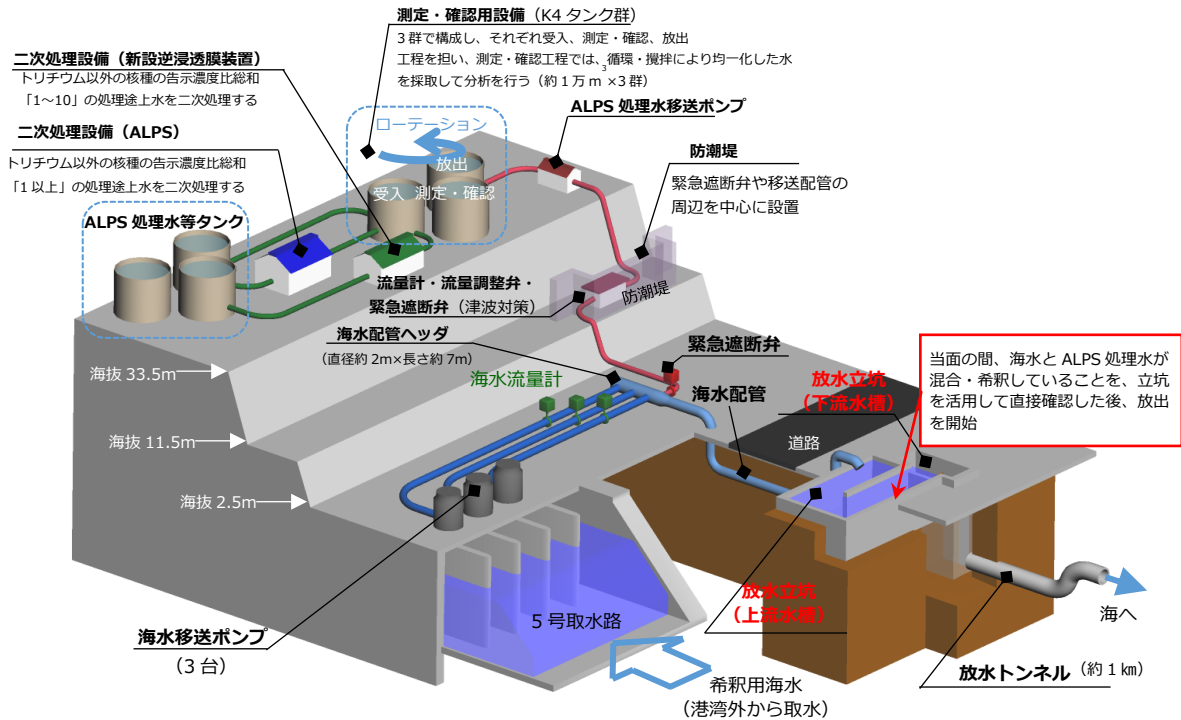 測定・確認用設備（K4 タンク群）
3 群で構成し、それぞれ受入、測定・確認、放出
工程を担い、測定・確認工程では、循環・攪拌により均一化した水
を採取して分析を行う（約 1 万 m3 ×3 群）
二次処理設備（新設逆浸透膜装置）
トリチウム以外の核種の告示濃度比総和
「1～10」の処理途上水を二次処理する
二次処理設備（ALPS）
トリチウム以外の核種の告示濃度比総和
「1 以上」の処理途上水を二次処理する
ALPS 処理水等タンク
ローテーション
放出
受入
測定・確認
ALPS 処理水移送ポンプ
防潮堤
緊急遮断弁や移送配管の
周辺を中心に設置
流量計・流量調整弁・
緊急遮断弁（津波対策）
防潮堤
海水配管ヘッダ
（直径約 2m×長さ約 7m）
海水流量計
緊急遮断弁
海水配管
海抜 33.5m
海抜 11.5m
海抜 2.5m
放水立坑
（下流水槽）
当面の間、海水と ALPS 処理水が
混合・希釈していることを、立坑
を活用して直接確認した後、放出
を開始
道路
放水立坑
（上流水槽）
海水移送ポンプ
（3 台）
5 号取水路
希釈用海水
（港湾外から取水）
放水トンネル（約 1 km）
海へ